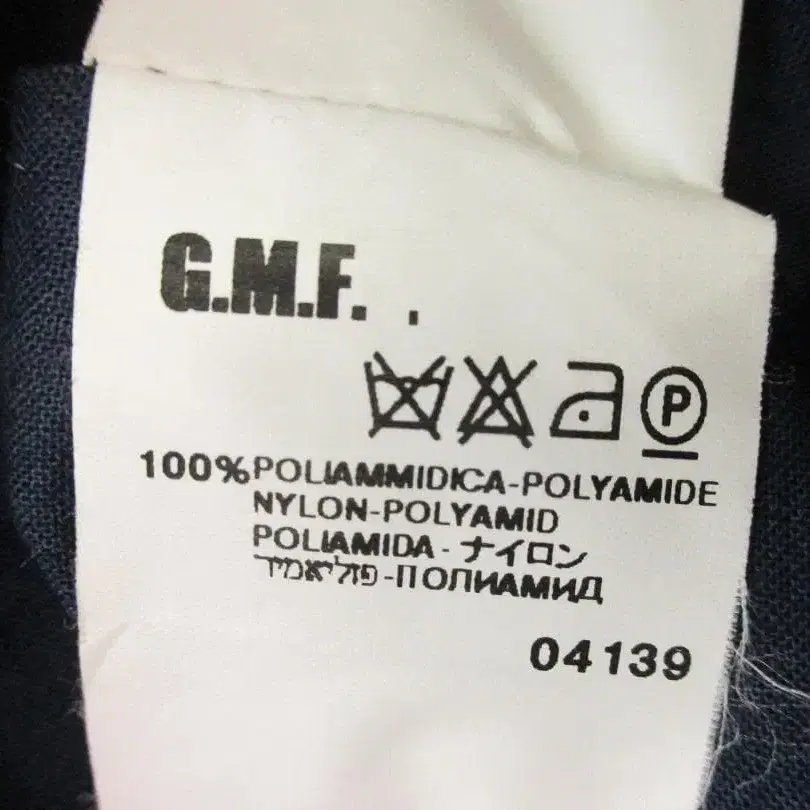 G.M.F. .
P
100%POLIAMMIDICA-POLYAMIDE
NYLON-POLYAMID
POLIAMIDA - ナイロン
פוליאמיד-ПОЛИАМИД
04139